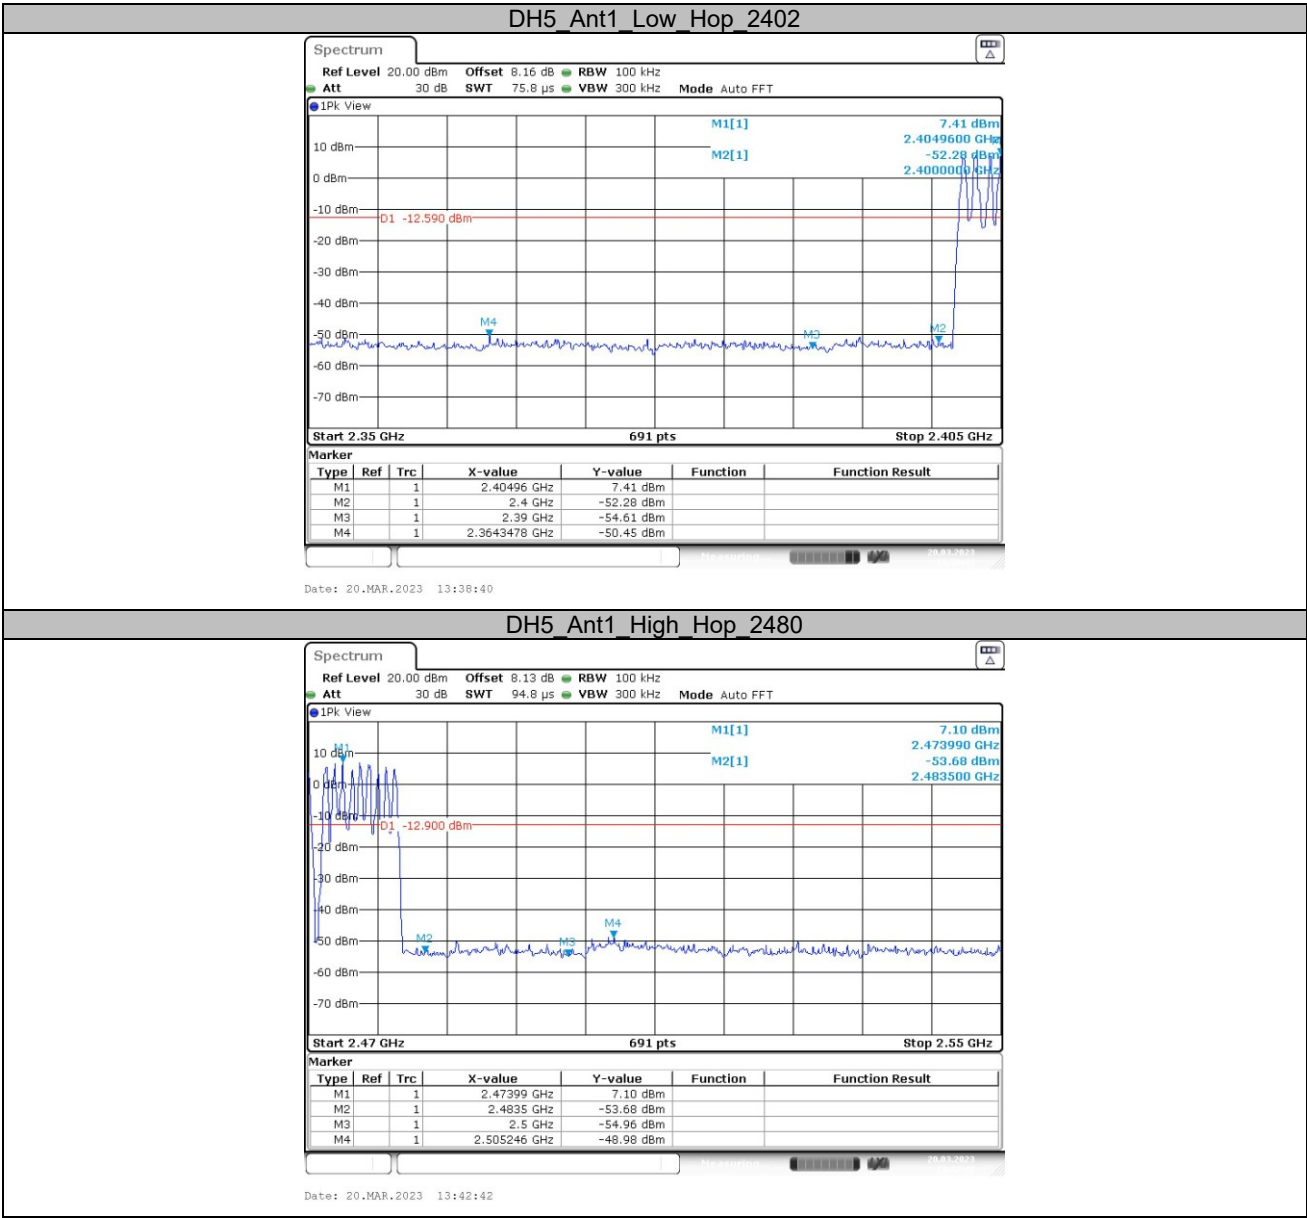 DH5_Ant1_Low_Hop_2402
Spectrum
Ref Level 20.00 dBm Offset 8.16 dB RBW 100 kHz
Att 30 dB SWT 75.8 µs VBW 300 kHz Mode Auto FFT
1Pk View
M1[1] 7.41 dBm
2.4049600 GHz
M2[1] -52.28 dBm
2.4000000 GHz
10 dBm
0 dBm
-10 dBm
D1 -12.590 dBm
-20 dBm
-30 dBm
-40 dBm
M4
-50 dBm
M3
M2
-60 dBm
-70 dBm
Start 2.35 GHz 691 pts Stop 2.405 GHz
Marker
Type Ref Trc X-value Y-value Function Function Result
M1 1 2.40496 GHz 7.41 dBm
M2 1 2.4 GHz -52.28 dBm
M3 1 2.39 GHz -54.61 dBm
M4 1 2.3643478 GHz -50.45 dBm
Measuring 20.03.2023
Date: 20.MAR.2023 13:38:40
DH5_Ant1_High_Hop_2480
Spectrum
Ref Level 20.00 dBm Offset 8.13 dB RBW 100 kHz
Att 30 dB SWT 94.8 µs VBW 300 kHz Mode Auto FFT
1Pk View
M1[1] 7.10 dBm
2.473990 GHz
M2[1] -53.68 dBm
2.483500 GHz
M1
10 dBm
0 dBm
-10 dBm
D1 -12.900 dBm
-20 dBm
-30 dBm
-40 dBm
M4
M2
M3
-50 dBm
-60 dBm
-70 dBm
Start 2.47 GHz 691 pts Stop 2.55 GHz
Marker
Type Ref Trc X-value Y-value Function Function Result
M1 1 2.47399 GHz 7.10 dBm
M2 1 2.4835 GHz -53.68 dBm
M3 1 2.5 GHz -54.96 dBm
M4 1 2.505246 GHz -48.98 dBm
Measuring 20.03.2023
Date: 20.MAR.2023 13:42:42